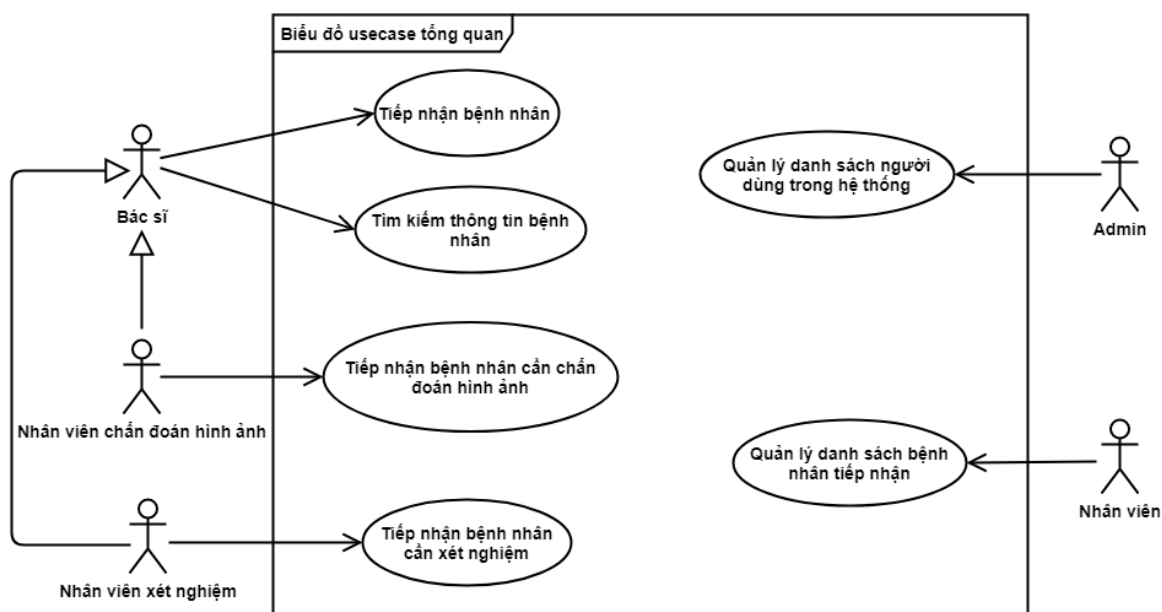 Biểu đồ usecase tổng quan
Tiếp nhận bệnh nhân
Bác sĩ
Tìm kiếm thông tin bệnh
nhân
Quản lý danh sách người
dùng trong hệ thống
Admin
Tiếp nhận bệnh nhân cần chẩn
đoán hình ảnh
Nhân viên chẩn đoán hình ảnh
Quản lý danh sách bệnh
nhân tiếp nhận
Nhân viên
Tiếp nhận bệnh nhân
cần xét nghiệm
Nhân viên xét nghiệm